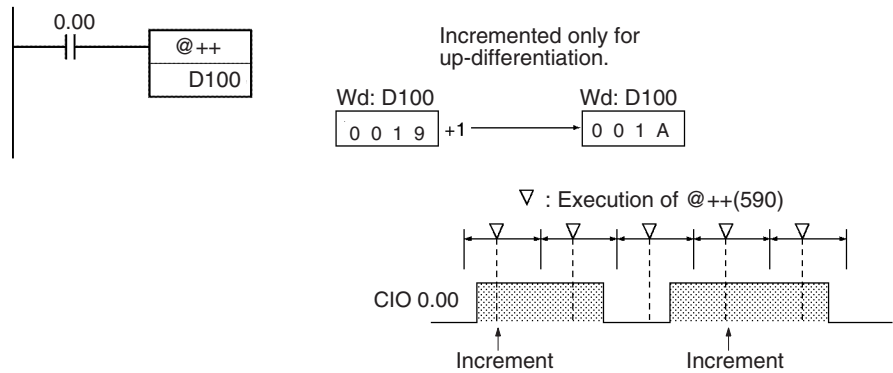 0.00
@++
D100
Incremented only for
up-differentiation.
Wd: D100
Wd: D100
0 0 1 9 +1
0 0 1 A
▽ : Execution of @++(590)
CIO 0.00
Increment
Increment